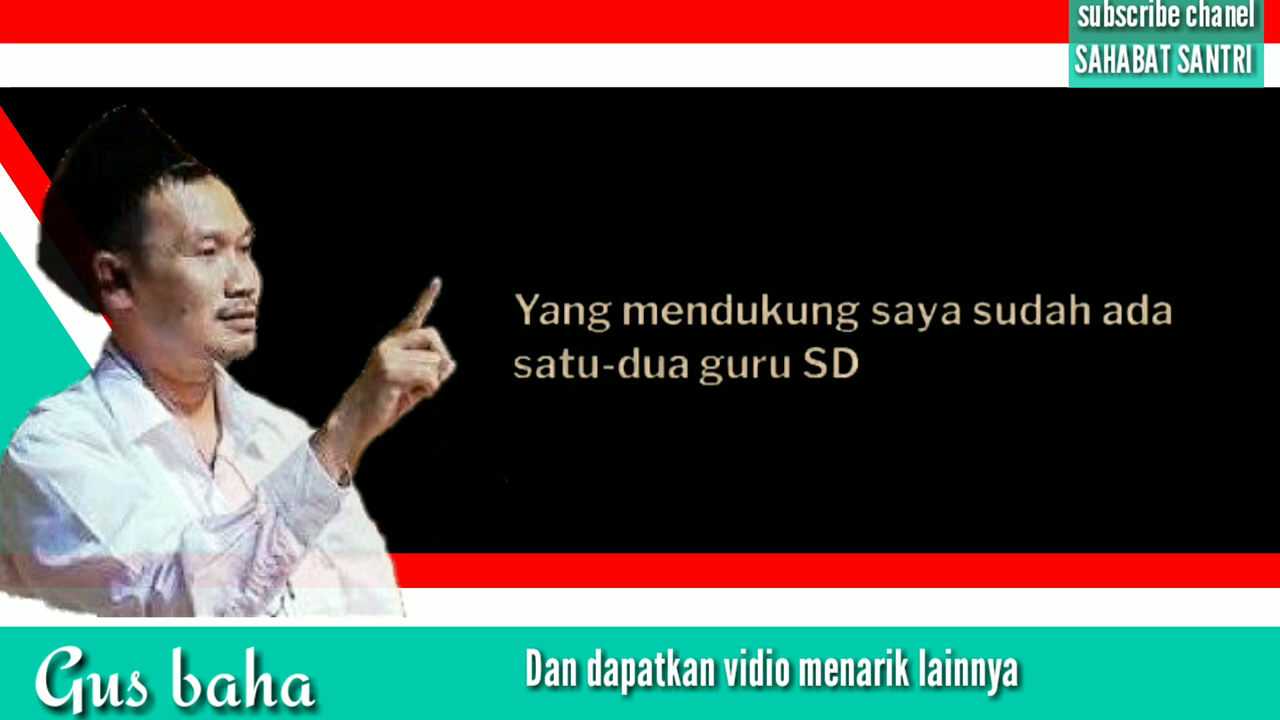 subscribe chanel
SAHABAT SANTRI
Yang mendukung saya sudah ada
satu-dua guru SD
Gus baha
Dan dapatkan vidio menarik lainnya